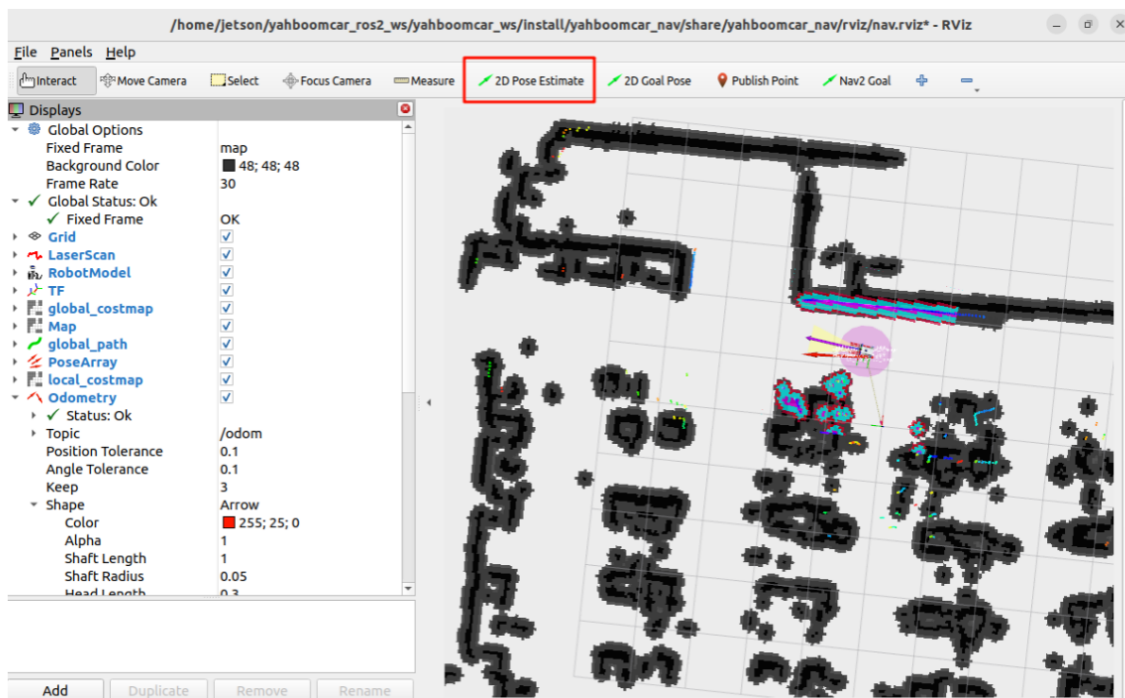 /home/jetson/yahboomcar_ros2_ws/yahboomcar_ws/install/yahboomcar_nav/share/yahboomcar_nav/rviz/nav.rviz* - RViz
File Panels Help
Interact Move Camera Select Focus Camera Measure 2D Pose Estimate 2D Goal Pose Publish Point Nav2 Goal
Displays
Global Options
Fixed Frame map
Background Color 48; 48; 48
Frame Rate 30
Global Status: Ok
Fixed Frame OK
Grid
LaserScan
RobotModel
TF
global_costmap
Map
global_path
PoseArray
local_costmap
Odometry
Status: Ok
Topic /odom
Position Tolerance 0.1
Angle Tolerance 0.1
Keep 3
Shape Arrow
Color 255; 25; 0
Alpha 1
Shaft Length 1
Shaft Radius 0.05
Head Length 0.3
Add Duplicate Remove Rename